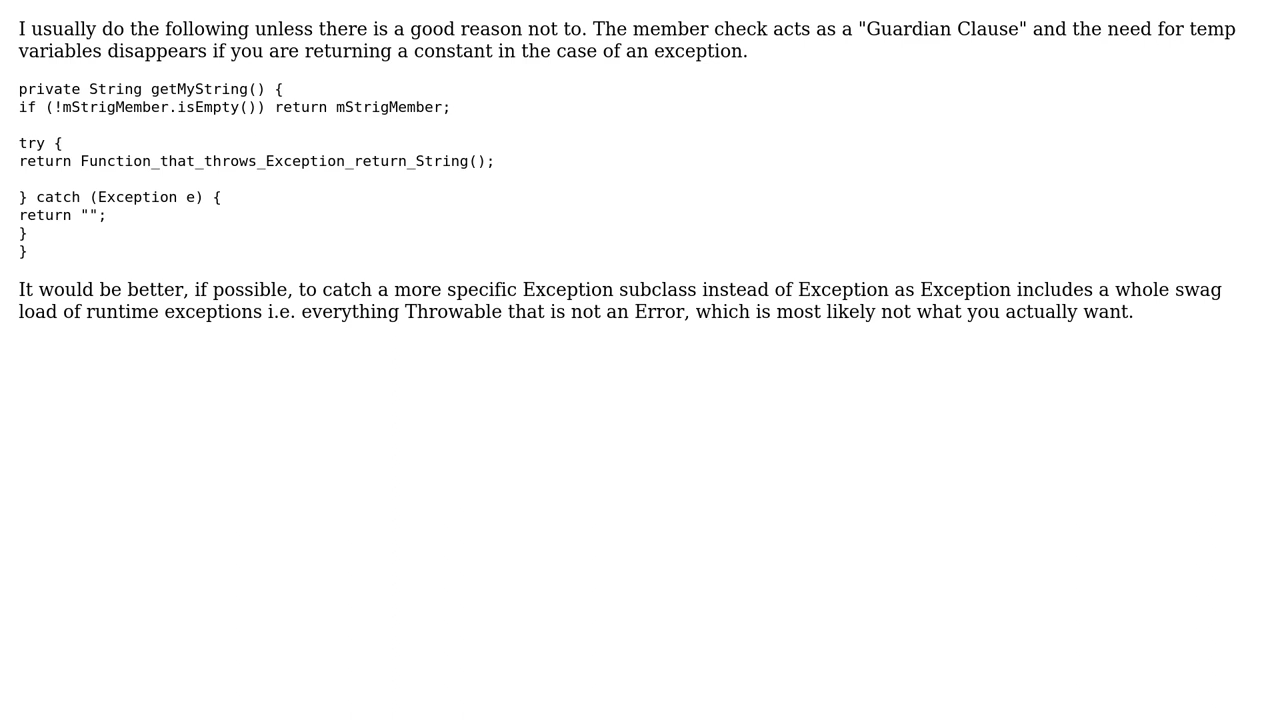 I usually do the following unless there is a good reason not to. The member check acts as a "Guardian Clause" and the need for temp
variables disappears if you are returning a constant in the case of an exception.
private String getMyString() {
if (!mStrigMember.isEmpty()) return mStrigMember;
try {
return Function_that_throws_Exception_return_String();
} catch (Exception e) {
return "";
}
}
It would be better, if possible, to catch a more specific Exception subclass instead of Exception as Exception includes a whole swag
load of runtime exceptions i.e. everything Throwable that is not an Error, which is most likely not what you actually want.